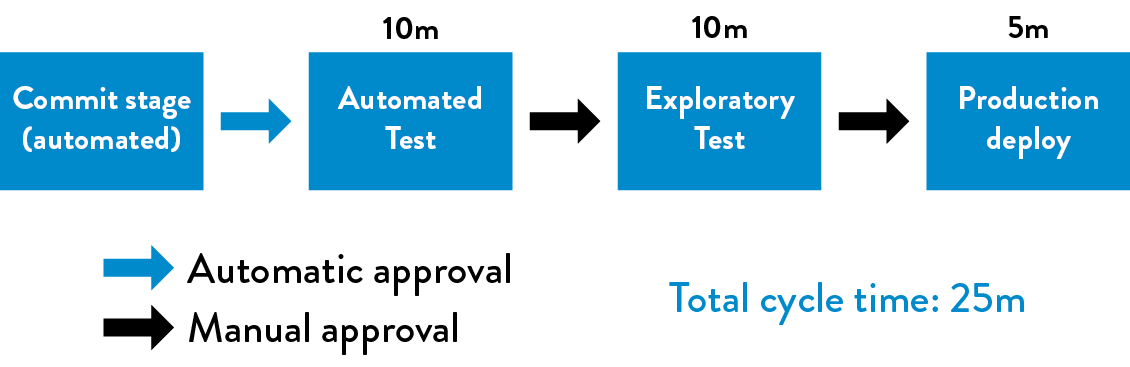 10m
10m
5m
Commit stage
(automated)
Automated
Test
Exploratory
Test
Production
deploy
Automatic approval
Manual approval
Total cycle time: 25m